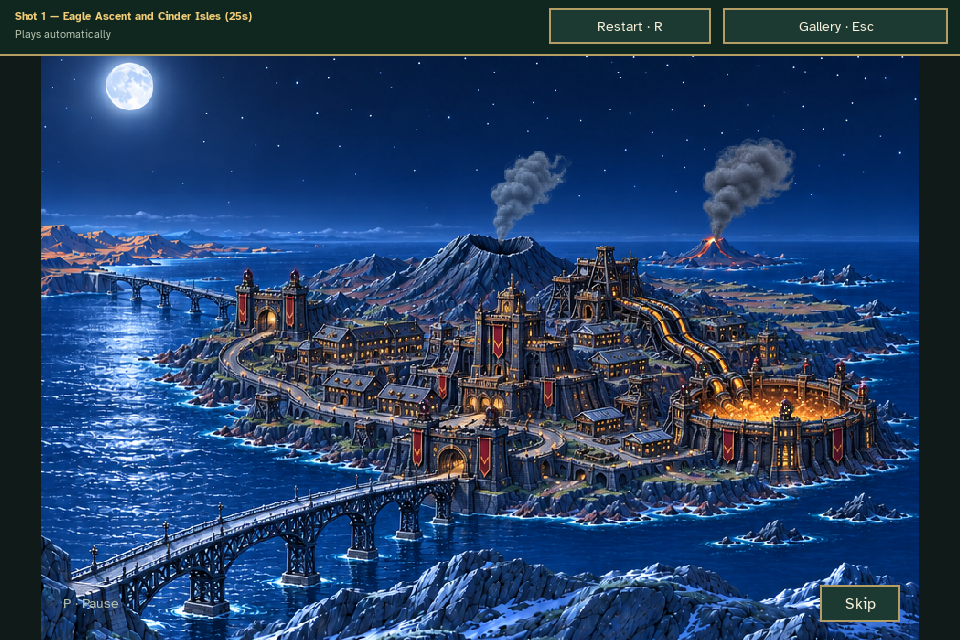 Shot 1 — Eagle Ascent and Cinder Isles (25s)
Plays automatically
Restart · R
Gallery · Esc
P · Pause
Skip